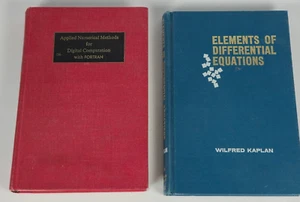 Applied Numerical Methods
for
Digital Computation
with FORTRAN
ELEMENTS OF
DIFFERENTIAL
EQUATIONS
WILFRED KAPLAN